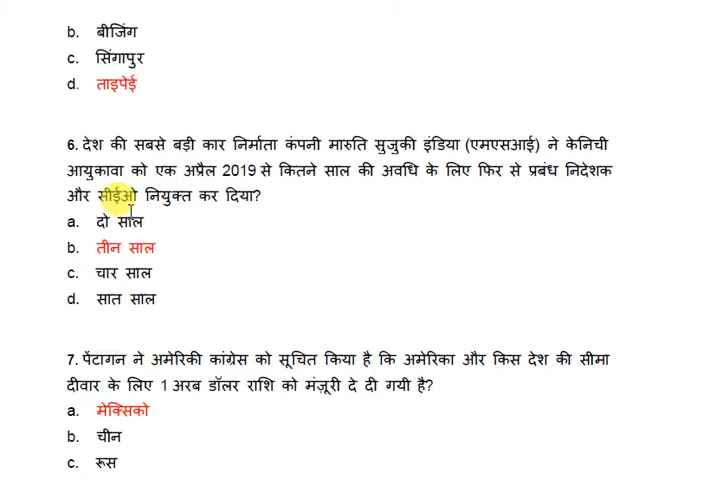 b. बीजिंग
c. सिंगापुर
d. ताइपेई
6. देश की सबसे बड़ी कार निर्माता कंपनी मारुति सुजुकी इंडिया (एमएसआई) ने केनिची
आयुकावा को एक अप्रैल 2019 से कितने साल की अवधि के लिए फिर से प्रबंध निदेशक
और सीईओ नियुक्त कर दिया?
a. दो साल
b. तीन साल
c. चार साल
d. सात साल
7. पेंटागन ने अमेरिकी कांग्रेस को सूचित किया है कि अमेरिका और किस देश की सीमा
दीवार के लिए 1 अरब डॉलर राशि को मंज़ूरी दे दी गयी है?
a. मेक्सिको
b. चीन
c. रूस